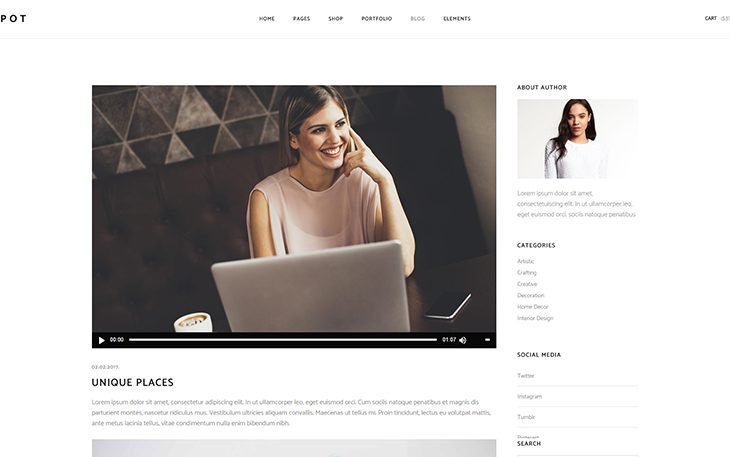 POT
HOME PAGES SHOP PORTFOLIO BLOG ELEMENTS
CART
00:00 01:07
02.02.2017.
UNIQUE PLACES
Lorem ipsum dolor sit amet, consectetur adipiscing elit. In ut ullamcorper leo, eget euismod orci. Cum sociis natoque penatibus et magnis dis
parturient montes, nascetur ridiculus mus. Vestibulum ultricies aliquam convallis. Maecenas ut tellus mi. Proin tincidunt, lectus eu volutpat mattis,
ante metus lacinia tellus, vitae condimentum nulla enim bibendum nibh.
ABOUT AUTHOR
Lorem ipsum dolor sit amet,
consectetuiscing elit. In ut ullamcorper leo,
eget euismod orci. sociis natoque penatibus
CATEGORIES
Artistic
Crafting
Creative
Decoration
Home Decor
Interior Design
SOCIAL MEDIA
Twitter
Instagram
Tumblr
Pinterest
SEARCH